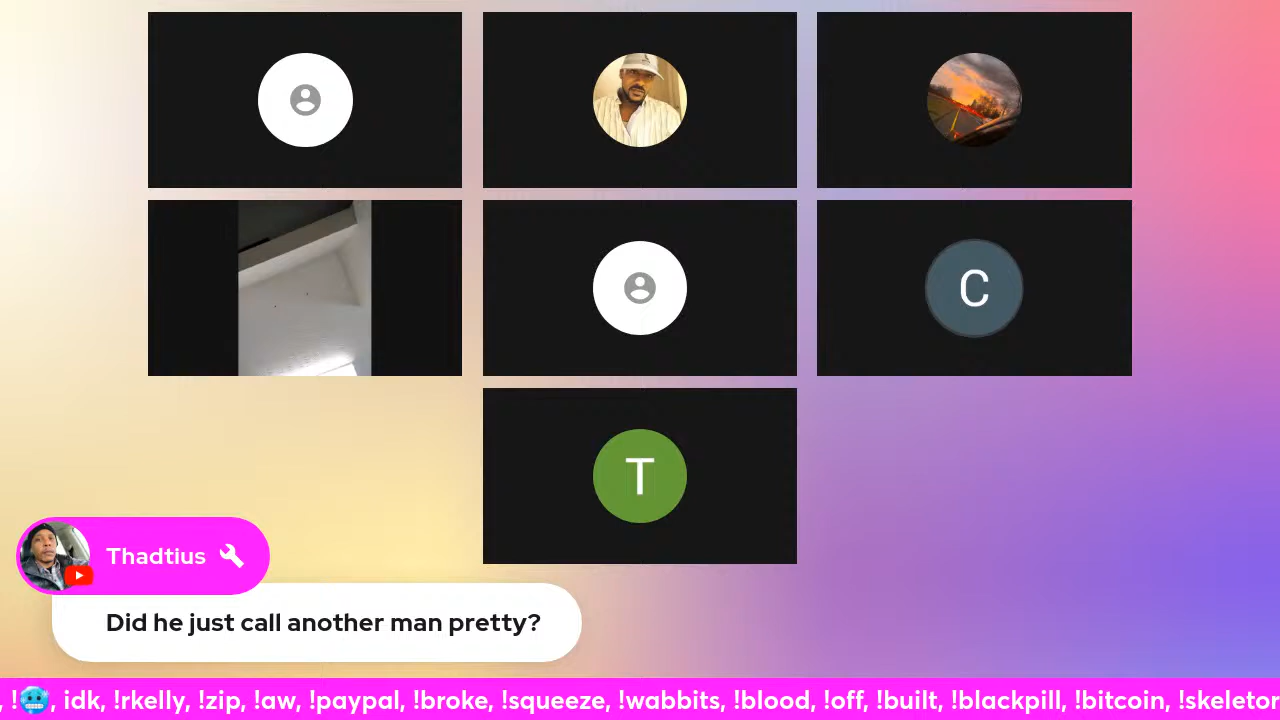 C
T
Thadtius
Did he just call another man pretty?
, !🥶, idk, !rkelly, !zip, !aw, !paypal, !broke, !squeeze, !wabbits, !blood, !off, !built, !blackpill, !bitcoin, !skeleton